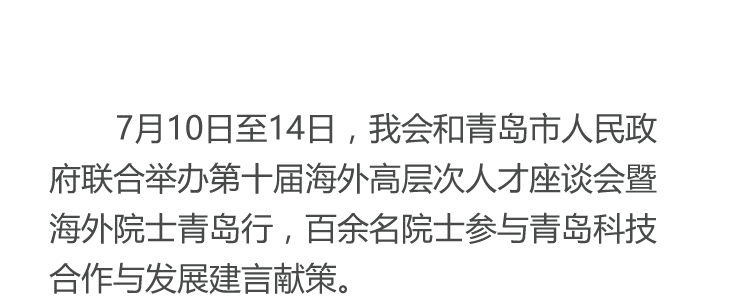 7月10日至14日，我会和青岛市人民政
府联合举办第十届海外高层次人才座谈会暨
海外院士青岛行，百余名院士参与青岛科技
合作与发展建言献策。